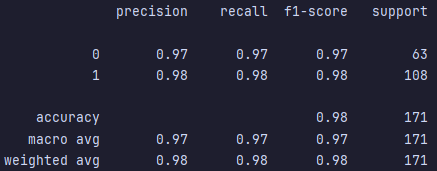 precision recall f1-score support
0 0.97 0.97 0.97 63
1 0.98 0.98 0.98 108
accuracy 0.98 171
macro avg 0.97 0.97 0.97 171
weighted avg 0.98 0.98 0.98 171